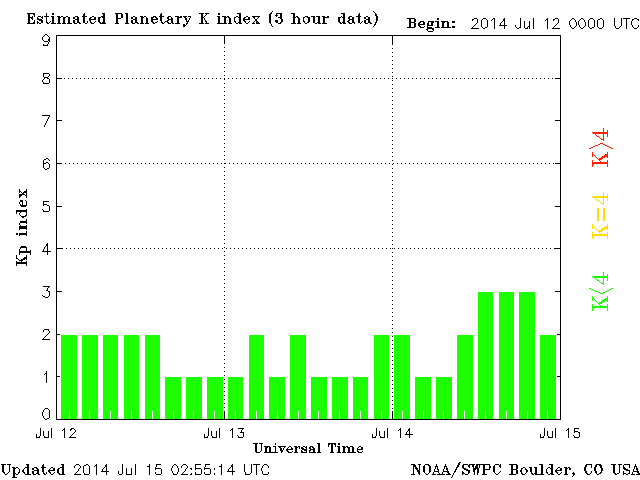 Estimated Planetary K index (3 hour data) Begin: 2014 Jul 12 0000 UTC
9
8
7
6
5
4
3
2
1
0
Kp index
K>4
K=4
K<4
Jul 12 Jul 13 Jul 14 Jul 15
Universal Time
Updated 2014 Jul 15 02:55:14 UTC NOAA/SWPC Boulder, CO USA